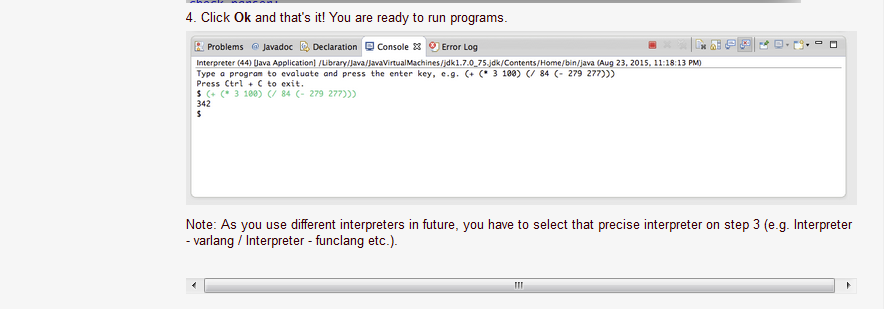 4. Click Ok and that's it! You are ready to run programs.
Problems @ Javadoc Declaration Console Error Log
Interpreter (44) [Java Application] /Library/Java/JavaVirtualMachines/jdk1.7.0_75.jdk/Contents/Home/bin/java (Aug 23, 2015, 11:18:13 PM)
Type a program to evaluate and press the enter key, e.g. (+ (* 3 100) (/ 84 (- 279 277)))
Press Ctrl + C to exit.
$ (+ (* 3 100) (/ 84 (- 279 277)))
342
$
Note: As you use different interpreters in future, you have to select that precise interpreter on step 3 (e.g. Interpreter
- varlang / Interpreter - funclang etc.).